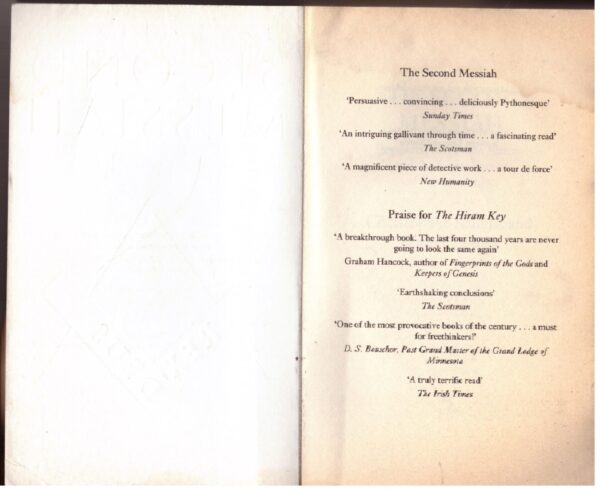 The Second Messiah
‘Persuasive . . . convincing . . . deliciously Pythonesque’
Sunday Times
‘An intriguing gallivant through time . . . a fascinating read’
The Scotsman
‘A magnificent piece of detective work . . . a tour de force’
New Humanity
Praise for The Hiram Key
‘A breakthrough book. The last four thousand years are never
going to look the same again’
Graham Hancock, author of Fingerprints of the Gods and
Keepers of Genesis
‘Earthshaking conclusions’
The Scotsman
‘One of the most provocative books of the century . . . a must
for freethinkers!’
D. S. Beuschor, Past Grand Master of the Grand Lodge of
Minnesota
‘A truly terrific read’
The Irish Times